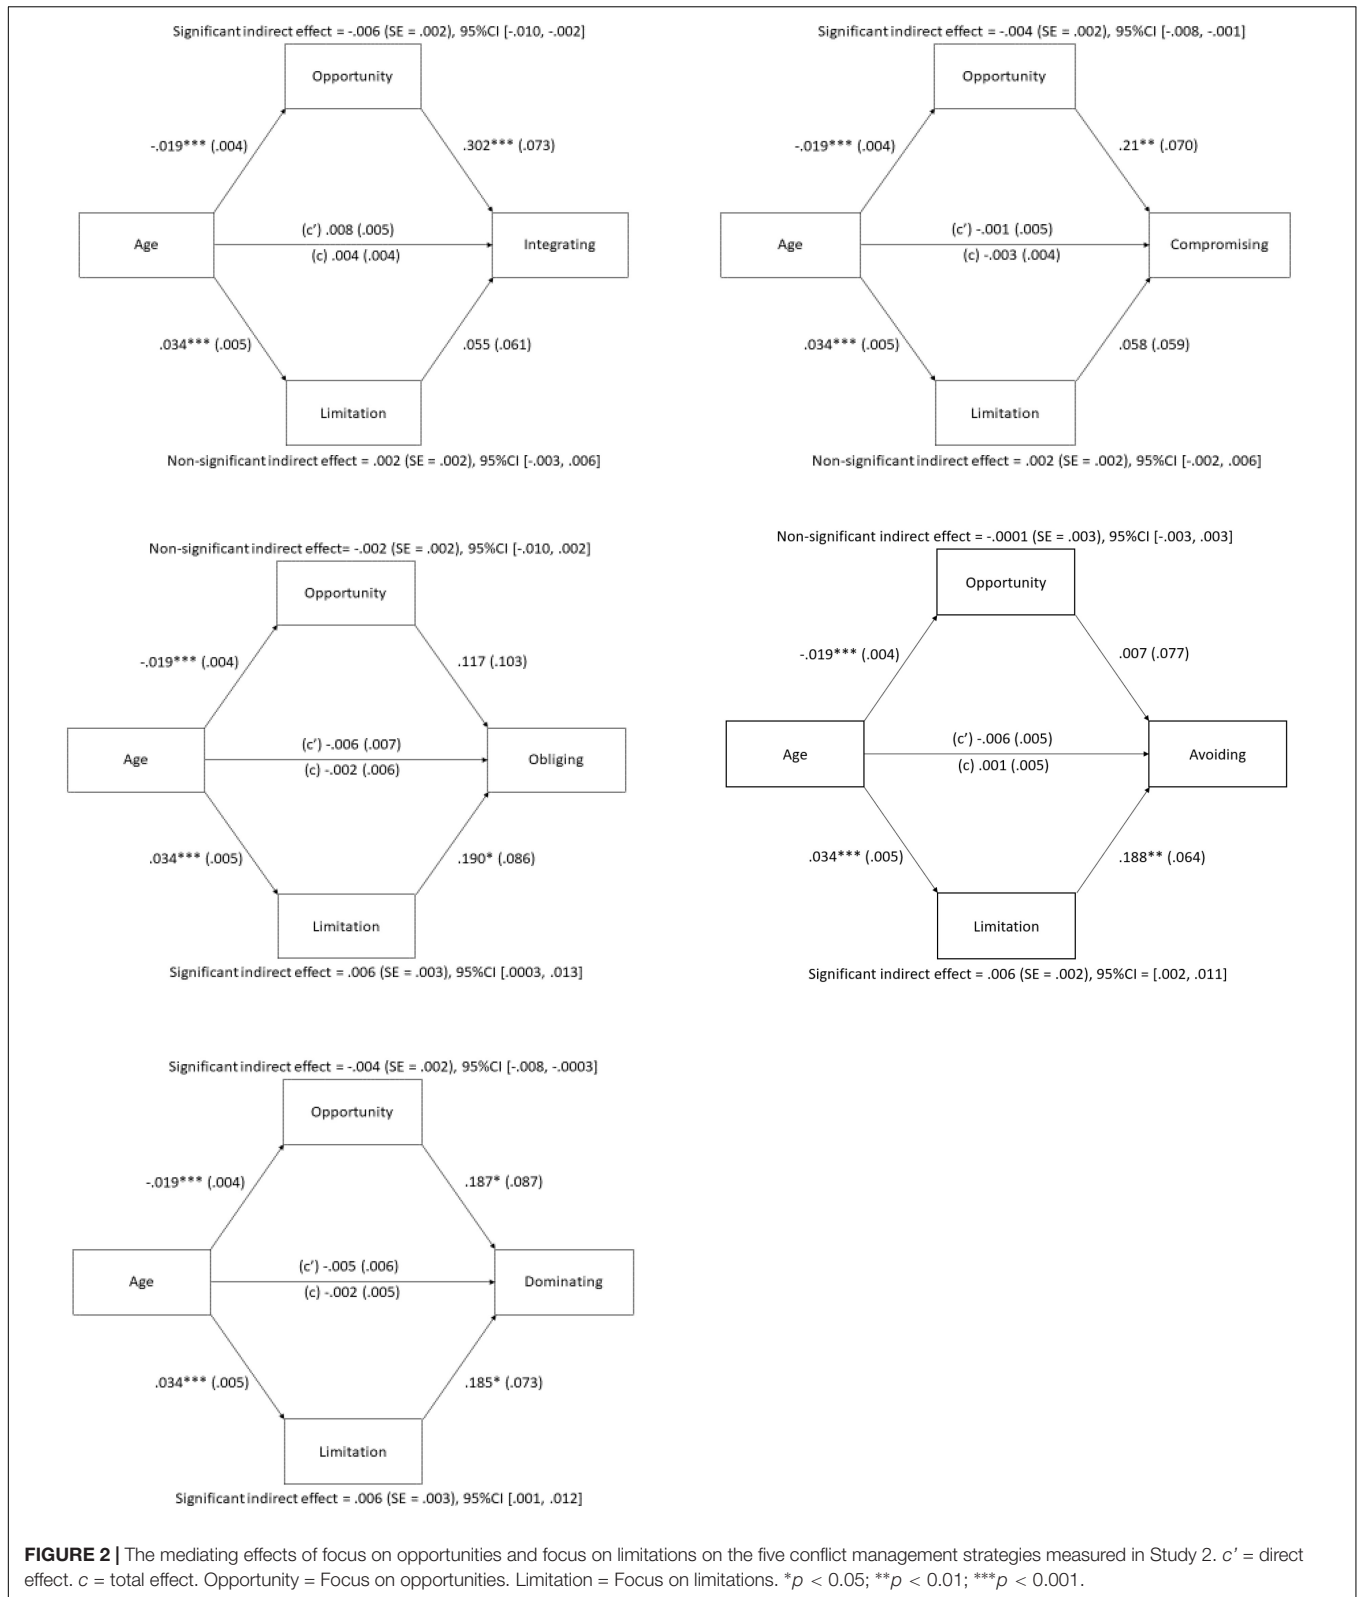 Significant indirect effect = -.006 (SE = .002), 95%CI [-.010, -.002]
Opportunity
-.019*** (.004)
.302*** (.073)
Age
(c') .008 (.005)
(c) .004 (.004)
Integrating
.034*** (.005)
.055 (.061)
Limitation
Non-significant indirect effect = .002 (SE = .002), 95%CI [-.003, .006]
Significant indirect effect = -.004 (SE = .002), 95%CI [-.008, -.001]
Opportunity
-.019*** (.004)
.21** (.070)
Age
(c') -.001 (.005)
(c) -.003 (.004)
Compromising
.034*** (.005)
.058 (.059)
Limitation
Non-significant indirect effect = .002 (SE = .002), 95%CI [-.002, .006]
Non-significant indirect effect= -.002 (SE = .002), 95%CI [-.010, .002]
Opportunity
-.019*** (.004)
.117 (.103)
Age
(c') -.006 (.007)
(c) -.002 (.006)
Obliging
.034*** (.005)
.190* (.086)
Limitation
Significant indirect effect = .006 (SE = .003), 95%CI [.0003, .013]
Non-significant indirect effect = -.0001 (SE = .003), 95%CI [-.003, .003]
Opportunity
-.019*** (.004)
.007 (.077)
Age
(c') -.006 (.005)
(c) .001 (.005)
Avoiding
.034*** (.005)
.188** (.064)
Limitation
Significant indirect effect = .006 (SE = .002), 95%CI = [.002, .011]
Significant indirect effect = -.004 (SE = .002), 95%CI [-.008, -.0003]
Opportunity
-.019*** (.004)
.187* (.087)
Age
(c') -.005 (.006)
(c) -.002 (.005)
Dominating
.034*** (.005)
.185* (.073)
Limitation
Significant indirect effect = .006 (SE = .003), 95%CI [.001, .012]
FIGURE 2 | The mediating effects of focus on opportunities and focus on limitations on the five conflict management strategies measured in Study 2. c' = direct
effect. c = total effect. Opportunity = Focus on opportunities. Limitation = Focus on limitations. *p < 0.05; **p < 0.01; ***p < 0.001.